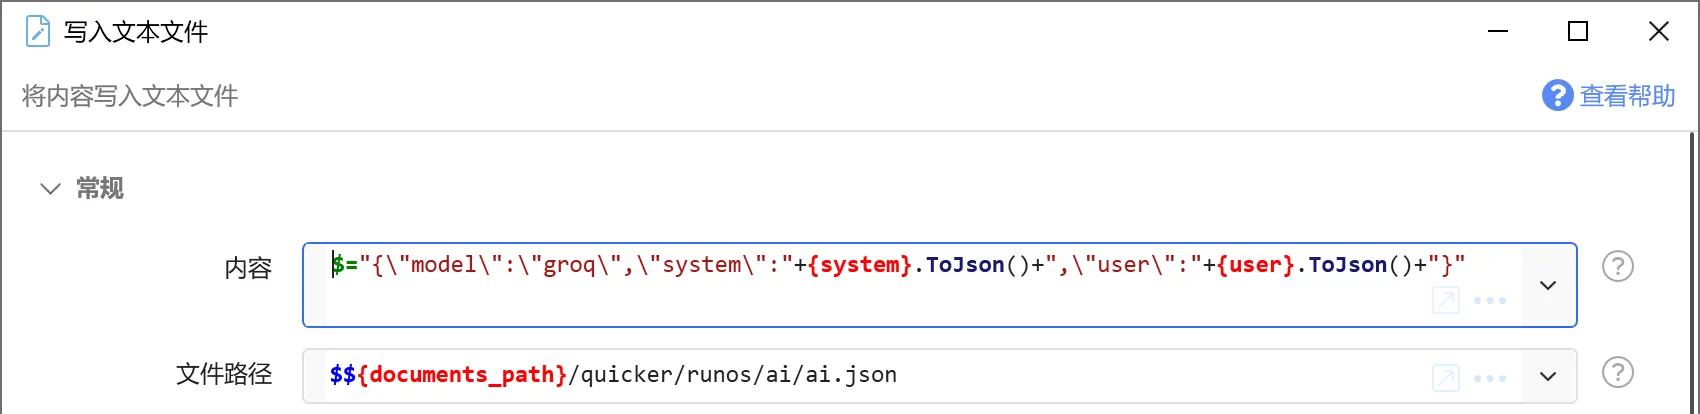 写入文本文件
将内容写入文本文件
查看帮助
常规
内容
$="{\"model\":\"groq\",\"system\":"+{system}.ToJson()+",\"user\":"+{user}.ToJson()+"}"
文件路径
$${documents_path}/quicker/runos/ai/ai.json